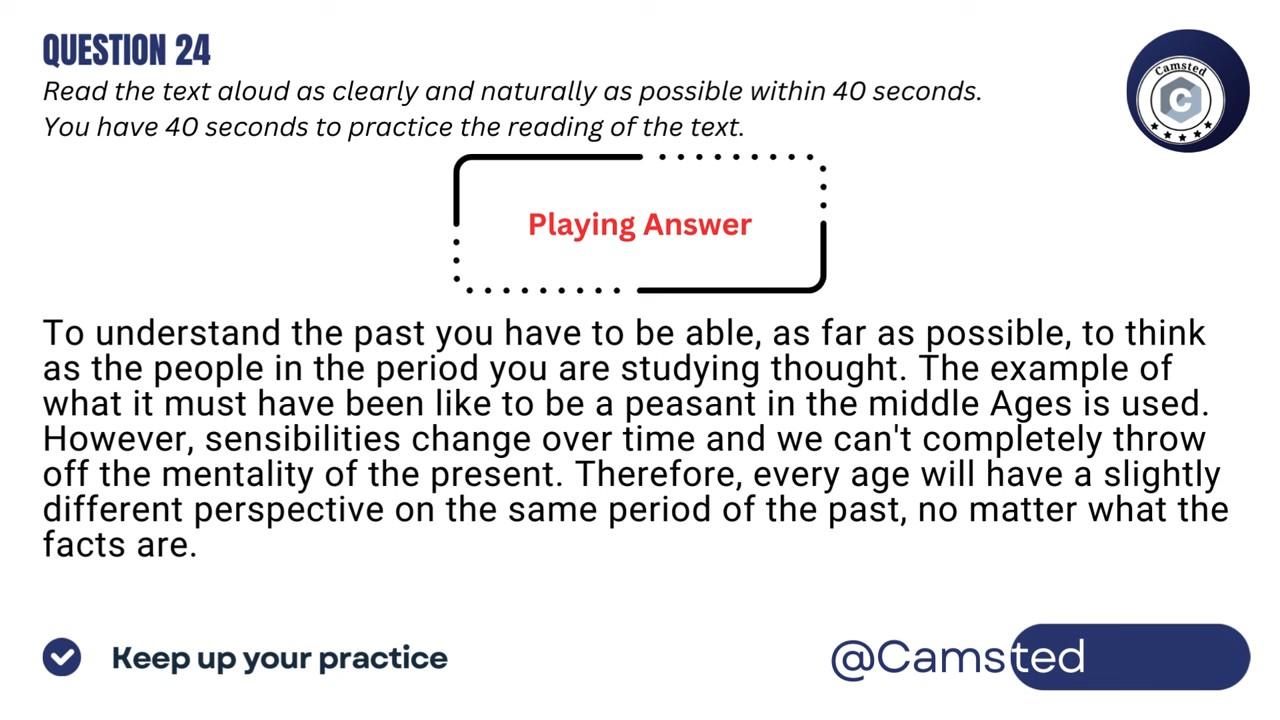 QUESTION 24
Read the text aloud as clearly and naturally as possible within 40 seconds.
You have 40 seconds to practice the reading of the text.
Camsted
C
Playing Answer
To understand the past you have to be able, as far as possible, to think
as the people in the period you are studying thought. The example of
what it must have been like to be a peasant in the middle Ages is used.
However, sensibilities change over time and we can't completely throw
off the mentality of the present. Therefore, every age will have a slightly
different perspective on the same period of the past, no matter what the
facts are.
Keep up your practice
@Camsted